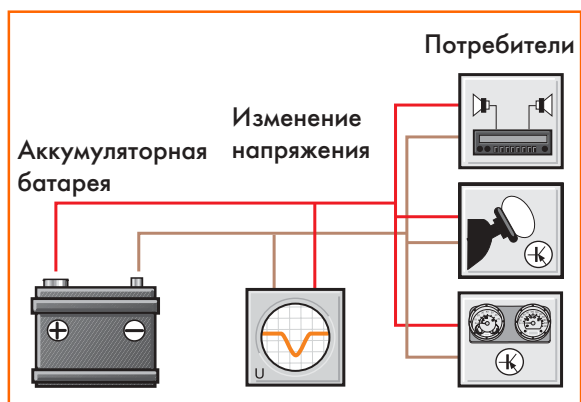 Потребители
Изменение
напряжения
Аккумуляторная
батарея
U